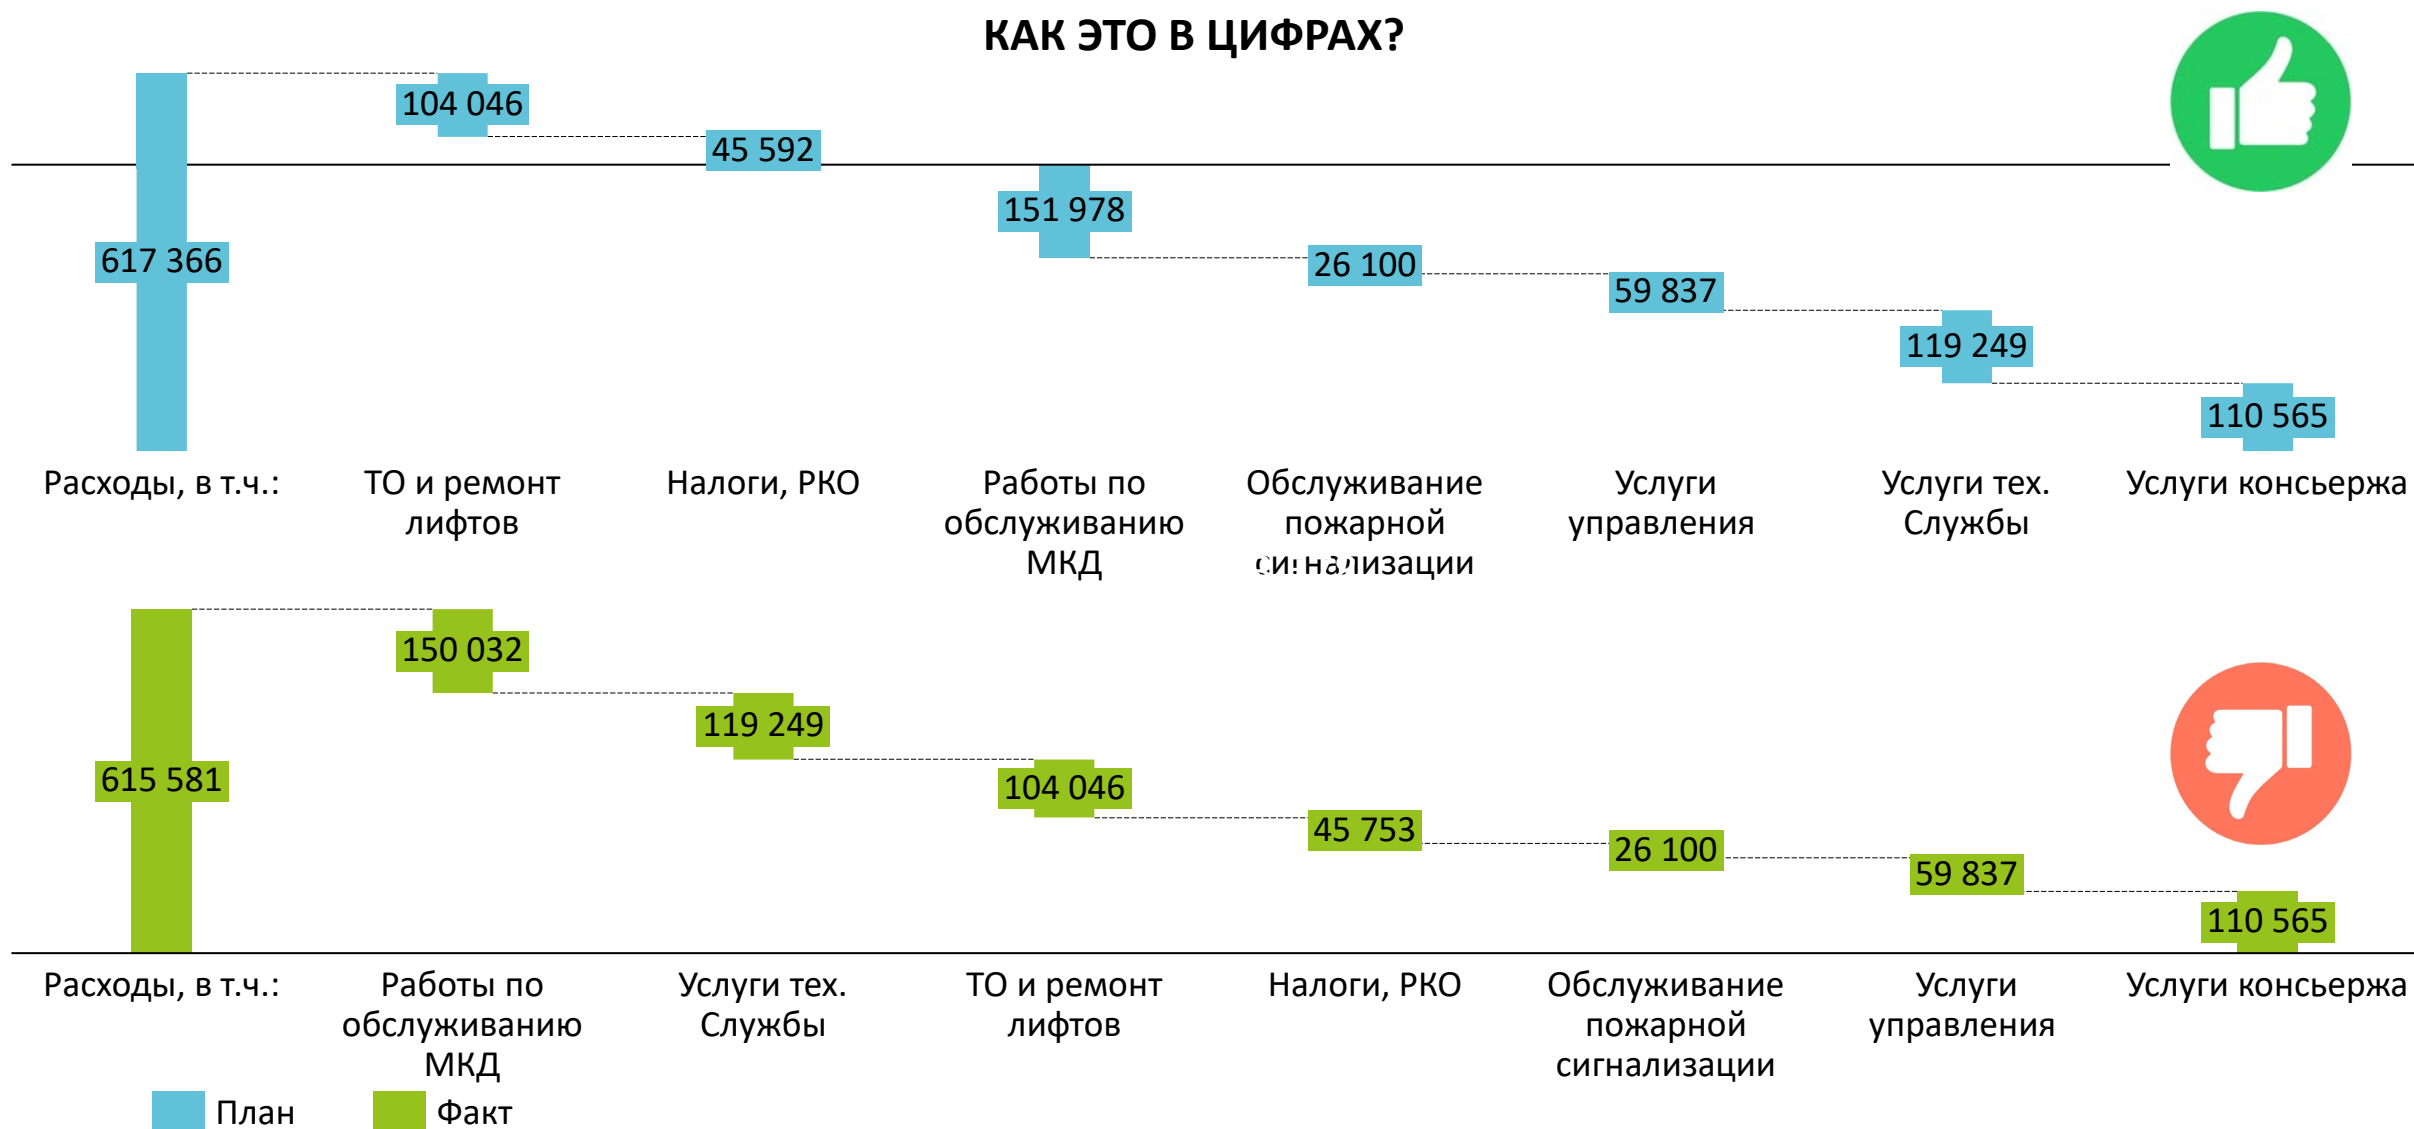 КАК ЭТО В ЦИФРАХ?
104 046
45 592
151 978
617 366
26 100
59 837
119 249
110 565
Расходы, в т.ч.:
ТО и ремонт
лифтов
Налоги, РКО
Работы по
обслуживанию
МКД
Обслуживание
пожарной
сигнализации
Услуги
управления
Услуги тех.
Службы
Услуги консьержа
150 032
119 249
615 581
104 046
45 753
26 100
59 837
110 565
Расходы, в т.ч.:
Работы по
обслуживанию
МКД
Услуги тех.
Службы
ТО и ремонт
лифтов
Налоги, РКО
Обслуживание
пожарной
сигнализации
Услуги
управления
Услуги консьержа
План
Факт